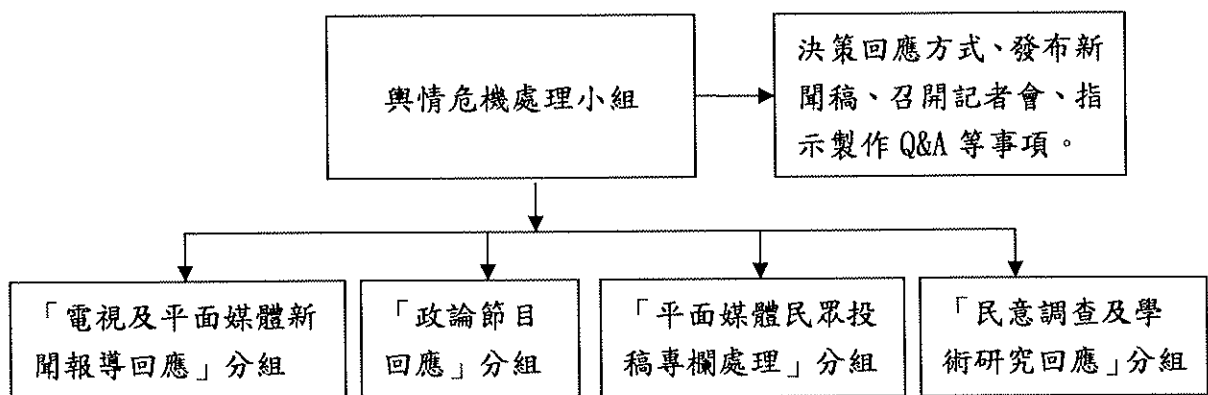 輿情危機處理小組
決策回應方式、發布新
聞稿、召開記者會、指
示製作 Q&A 等事項。
「電視及平面媒體新
聞報導回應」分組
「政論節目
回應」分組
「平面媒體民眾投
稿專欄處理」分組
「民意調查及學
術研究回應」分組